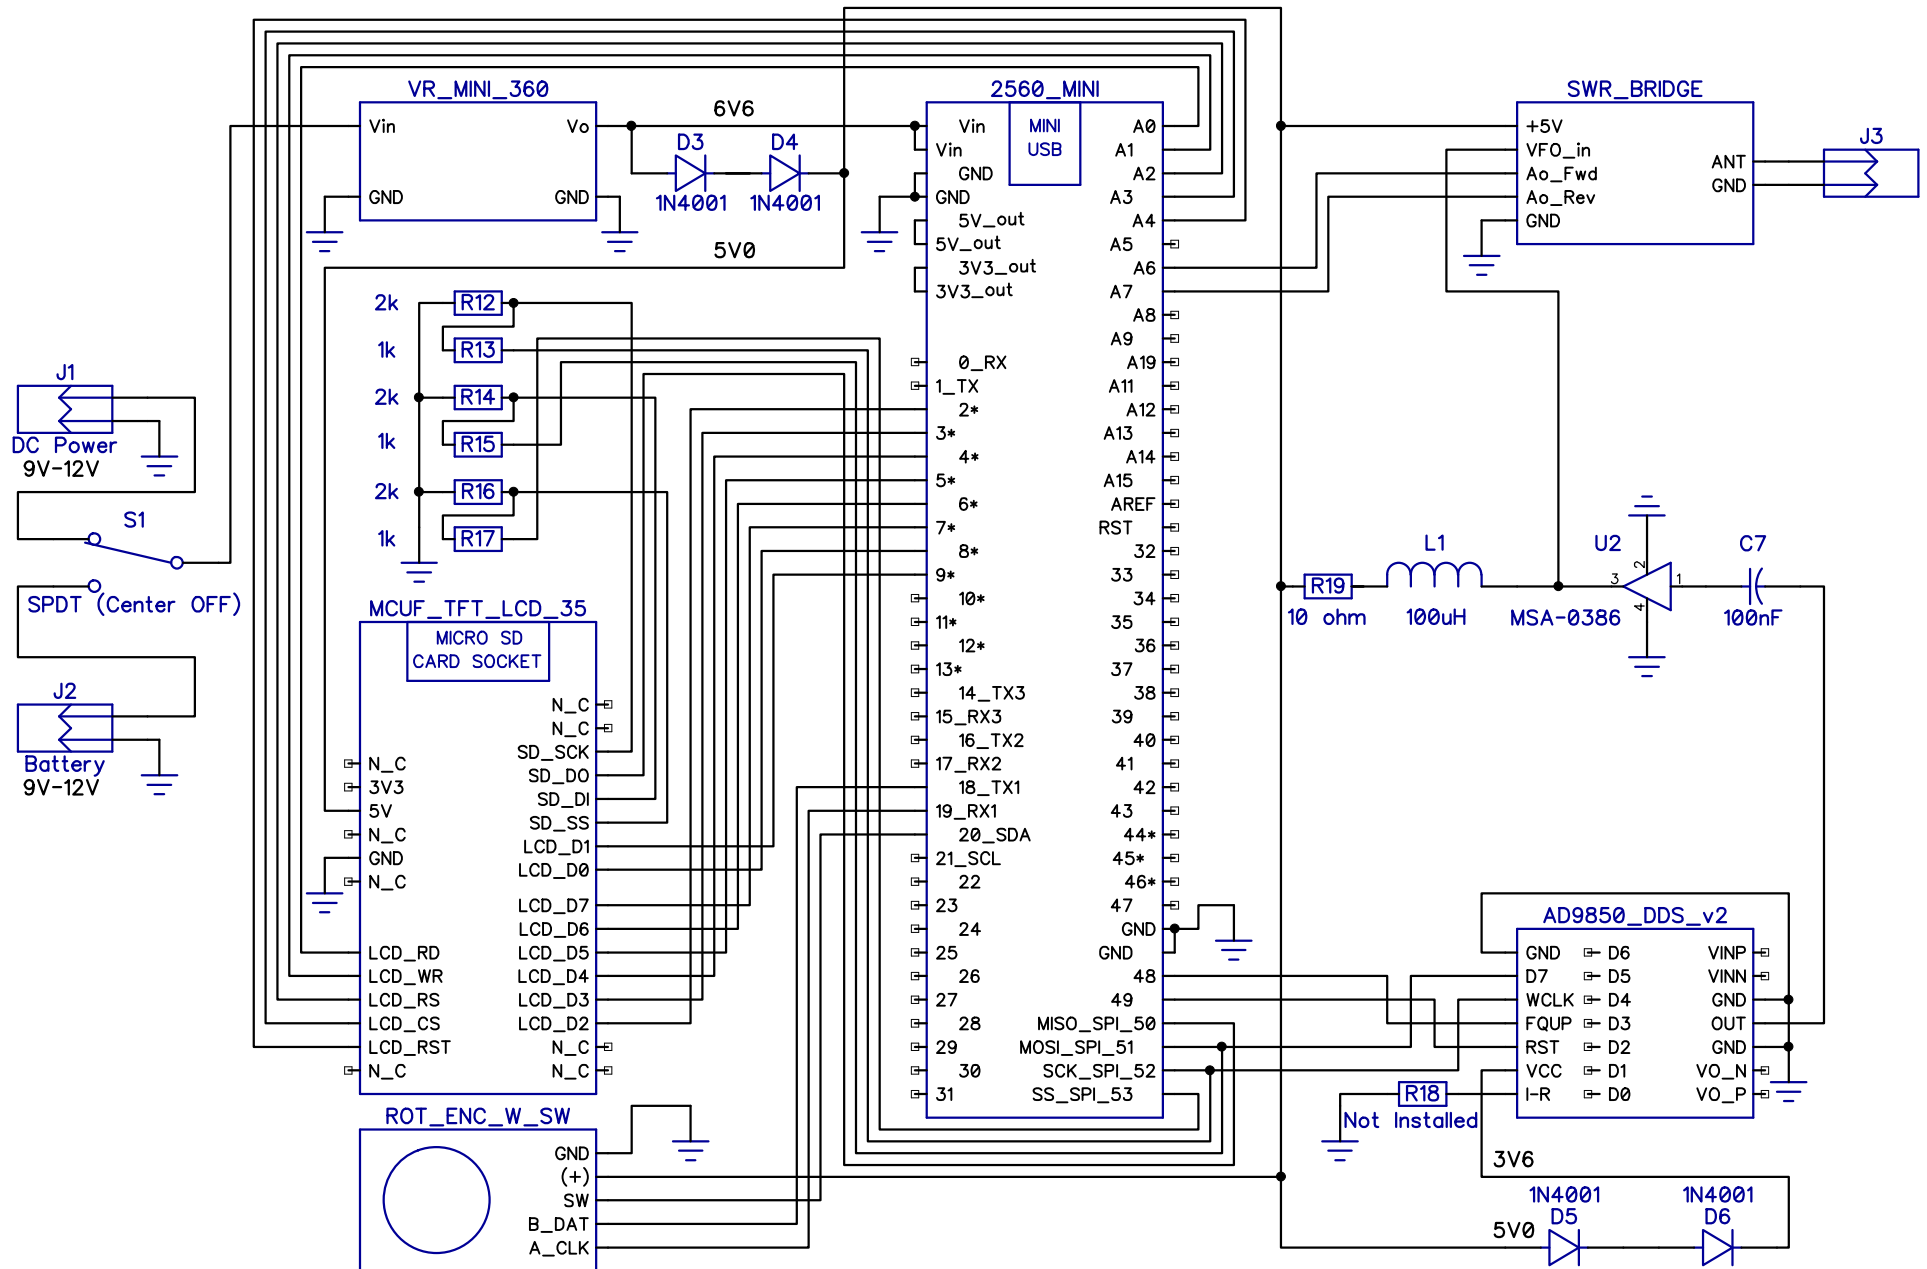 VR_MINI_360
Vin
Vo
GND
GND
6V6
D3
D4
1N4001
1N4001
5V0
2k
R12
1k
R13
2k
R14
1k
R15
2k
R16
1k
R17
J1
DC Power
9V-12V
S1
SPDT (Center OFF)
J2
Battery
9V-12V
MCUF_TFT_LCD_35
MICRO SD
CARD SOCKET
N_C
3V3
5V
N_C
GND
N_C
LCD_RD
LCD_WR
LCD_RS
LCD_CS
LCD_RST
N_C
N_C
N_C
SD_SCK
SD_DO
SD_DI
SD_SS
LCD_D1
LCD_D0
LCD_D7
LCD_D6
LCD_D5
LCD_D4
LCD_D3
LCD_D2
N_C
N_C
ROT_ENC_W_SW
GND
(+)
SW
B_DAT
A_CLK
2560_MINI
MINI
USB
Vin
Vin
GND
GND
5V_out
5V_out
3V3_out
3V3_out
0_RX
1_TX
2*
3*
4*
5*
6*
7*
8*
9*
10*
11*
12*
13*
14_TX3
15_RX3
16_TX2
17_RX2
18_TX1
19_RX1
20_SDA
21_SCL
22
23
24
25
26
27
28
29
30
31
A0
A1
A2
A3
A4
A5
A6
A7
A8
A9
A19
A11
A12
A13
A14
A15
AREF
RST
32
33
34
35
36
37
38
39
40
41
42
43
44*
45*
46*
47
GND
GND
48
49
MISO_SPI_50
MOSI_SPI_51
SCK_SPI_52
SS_SPI_53
SWR_BRIDGE
+5V
VFO_in
Ao_Fwd
Ao_Rev
GND
ANT
GND
J3
R19
10 ohm
L1
100uH
U2
MSA-0386
3
2
4
1
C7
100nF
AD9850_DDS_v2
GND
D7
WCLK
FQUP
RST
VCC
I-R
D6
D5
D4
D3
D2
D1
D0
VINP
VINN
GND
OUT
GND
VO_N
VO_P
R18
Not Installed
3V6
5V0
1N4001
D5
1N4001
D6